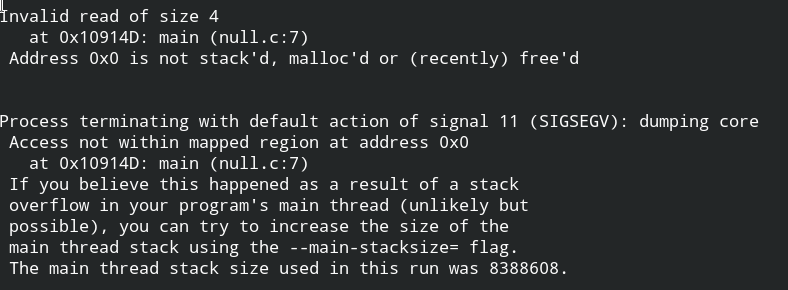 Invalid read of size 4
at 0x10914D: main (null.c:7)
Address 0x0 is not stack'd, malloc'd or (recently) free'd
Process terminating with default action of signal 11 (SIGSEGV): dumping core
Access not within mapped region at address 0x0
at 0x10914D: main (null.c:7)
If you believe this happened as a result of a stack
overflow in your program's main thread (unlikely but
possible), you can try to increase the size of the
main thread stack using the --main-stacksize= flag.
The main thread stack size used in this run was 8388608.